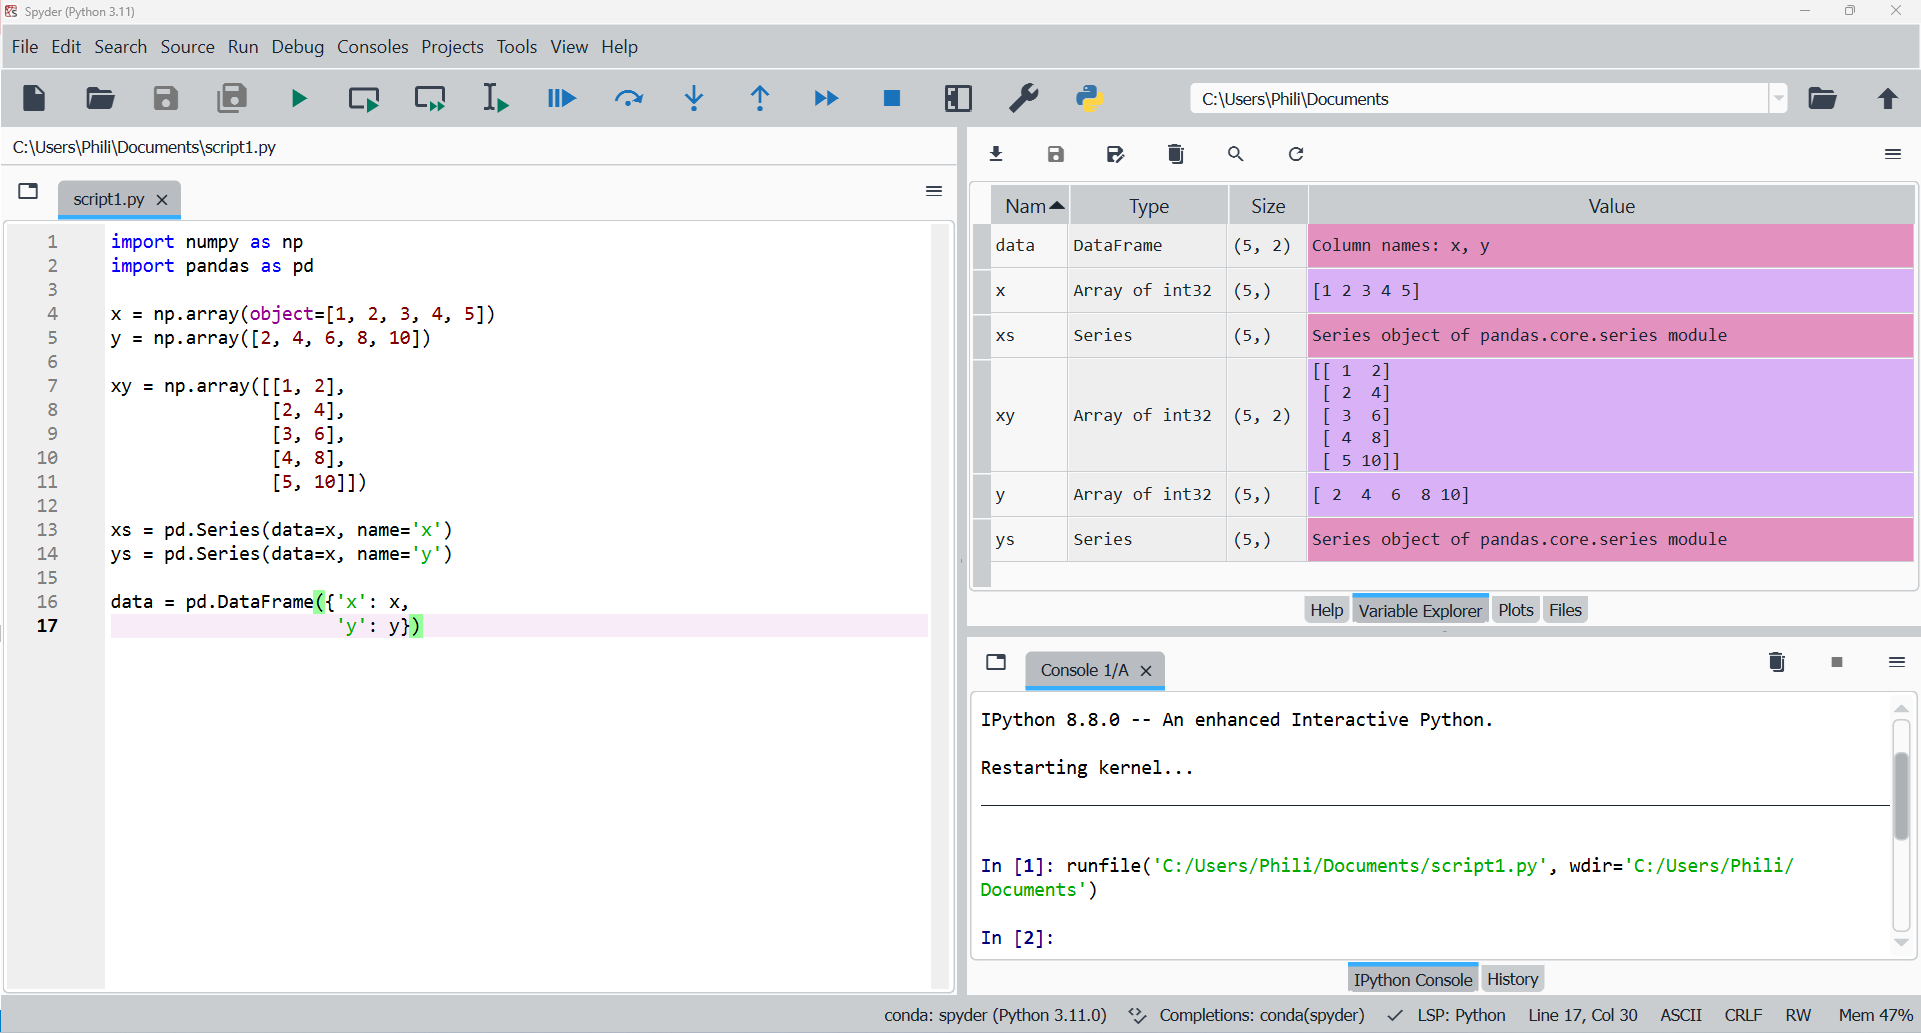 Spyder (Python 3.11)
File Edit Search Source Run Debug Consoles Projects Tools View Help
C:\Users\Phili\Documents
C:\Users\Phili\Documents\script1.py
script1.py
1 import numpy as np
2 import pandas as pd
3
4 x = np.array(object=[1, 2, 3, 4, 5])
5 y = np.array([2, 4, 6, 8, 10])
6
7 xy = np.array([[1, 2],
8 [2, 4],
9 [3, 6],
10 [4, 8],
11 [5, 10]])
12
13 xs = pd.Series(data=x, name='x')
14 ys = pd.Series(data=x, name='y')
15
16 data = pd.DataFrame({'x': x,
17 'y': y})
Nam Type Size Value
data DataFrame (5, 2) Column names: x, y
x Array of int32 (5,) [1 2 3 4 5]
xs Series (5,) Series object of pandas.core.series module
xy Array of int32 (5, 2) [[ 1 2]
[ 2 4]
[ 3 6]
[ 4 8]
[ 5 10]]
y Array of int32 (5,) [ 2 4 6 8 10]
ys Series (5,) Series object of pandas.core.series module
Help Variable Explorer Plots Files
Console 1/A
IPython 8.8.0 -- An enhanced Interactive Python.
Restarting kernel...
In [1]: runfile('C:/Users/Phili/Documents/script1.py', wdir='C:/Users/Phili/
Documents')
In [2]:
IPython Console History
conda: spyder (Python 3.11.0) Completions: conda(spyder) LSP: Python Line 17, Col 30 ASCII CRLF RW Mem 47%